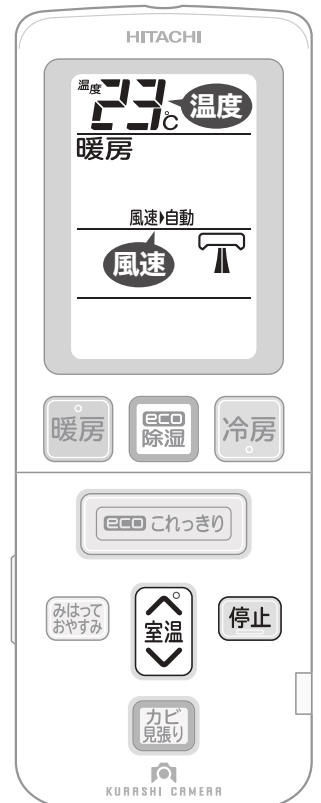 HITACHI
温度
23℃
温度
暖房
風速▶自動
風速
暖房
eco
除湿
冷房
eco これっきり
みはって
おやすみ
室温
停止
カビ
見張り
KURASHI CAMERA